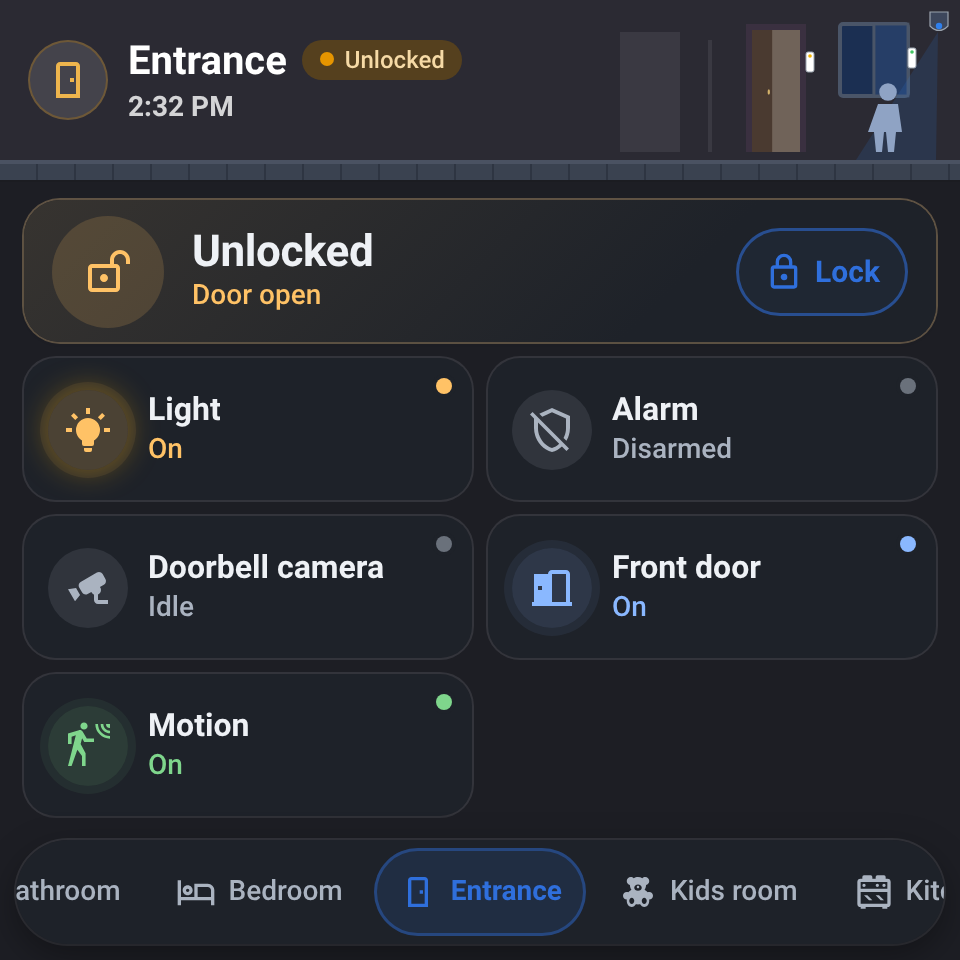 Entrance
Unlocked
2:32 PM
Unlocked
Door open
Lock
Light
On
Alarm
Disarmed
Doorbell camera
Idle
Front door
On
Motion
On
athroom
Bedroom
Entrance
Kids room